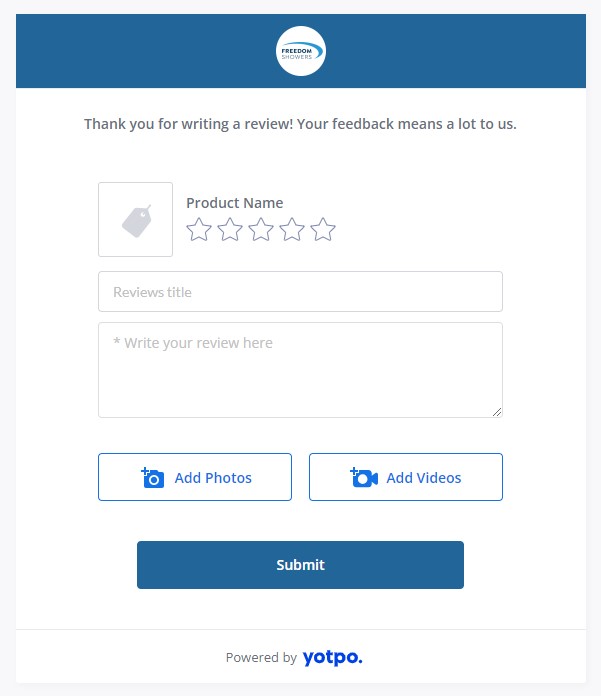 FREEDOM
SHOWERS
Thank you for writing a review! Your feedback means a lot to us.
Product Name
Reviews title
* Write your review here
Add Photos
Add Videos
Submit
Powered by yotpo.